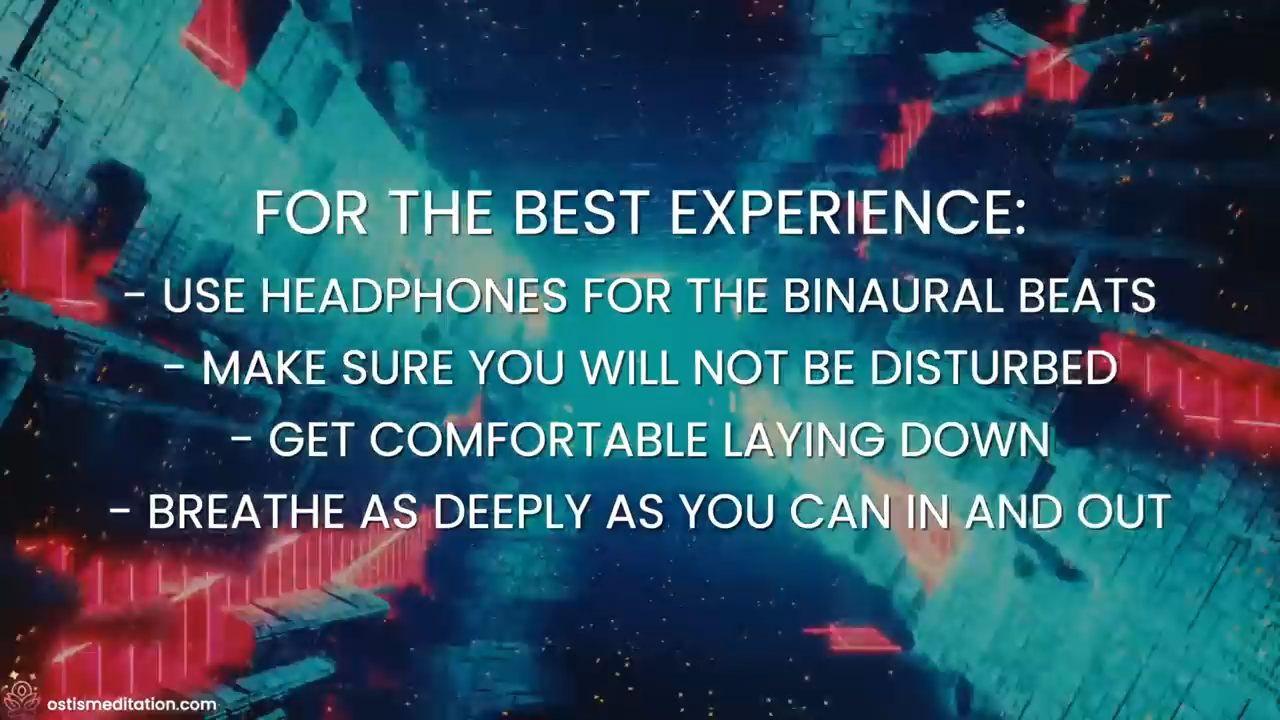 FOR THE BEST EXPERIENCE:
- USE HEADPHONES FOR THE BINAURAL BEATS
- MAKE SURE YOU WILL NOT BE DISTURBED
- GET COMFORTABLE LAYING DOWN
- BREATHE AS DEEPLY AS YOU CAN IN AND OUT
ostismeditation.com